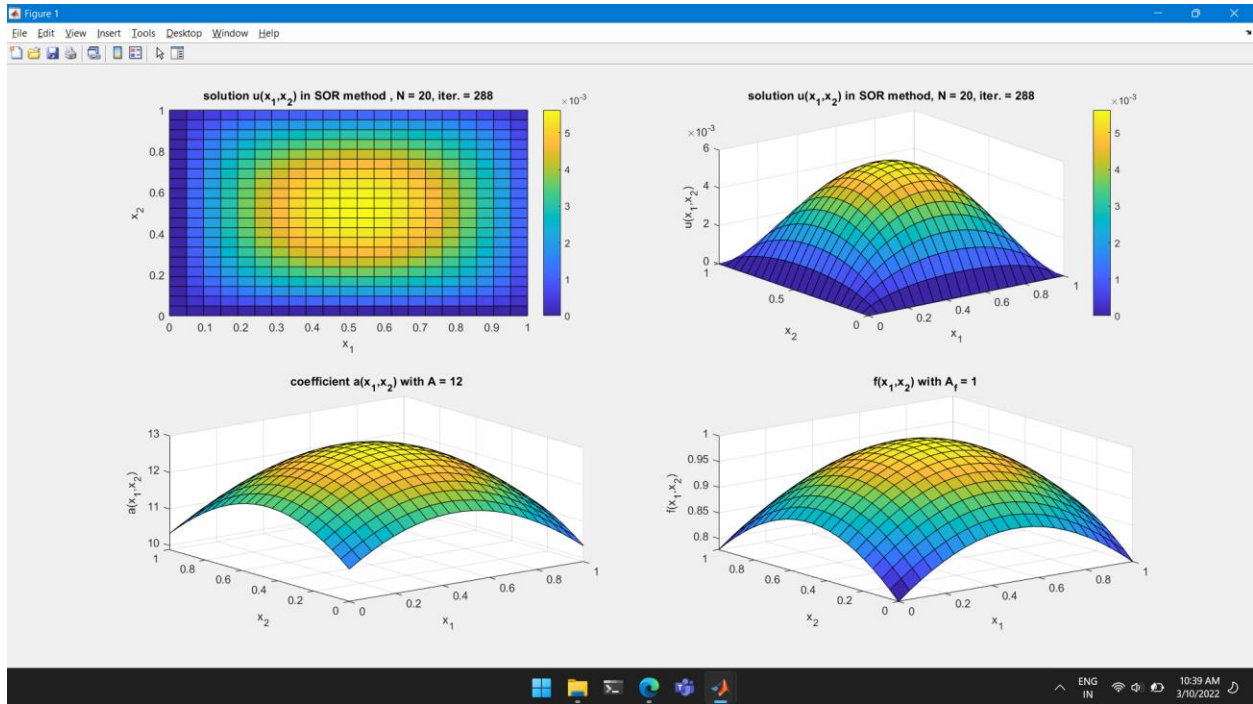 Figure 1
File Edit View Insert Tools Desktop Window Help
solution u(x1,x2) in SOR method , N = 20, iter. = 288
×10-3
1
0.8
0.6
0.4
0.2
0
x2
0 0.1 0.2 0.3 0.4 0.5 0.6 0.7 0.8 0.9 1
x1
5
4
3
2
1
0
solution u(x1,x2) in SOR method, N = 20, iter. = 288
×10-3
×10-3
6
4
2
0
u(x1,x2)
1
0.5
0
x2
0 0.2 0.4 0.6 0.8 1
x1
5
4
3
2
1
0
coefficient a(x1,x2) with A = 12
13
12
11
10
a(x1,x2)
1
0.8
0.6
0.4
0.2
0
x2
0 0.2 0.4 0.6 0.8 1
x1
f(x1,x2) with Af = 1
1
0.95
0.9
0.85
0.8
f(x1,x2)
1
0.8
0.6
0.4
0.2
0
x2
0 0.2 0.4 0.6 0.8 1
x1
ENG
IN
10:39 AM
3/10/2022